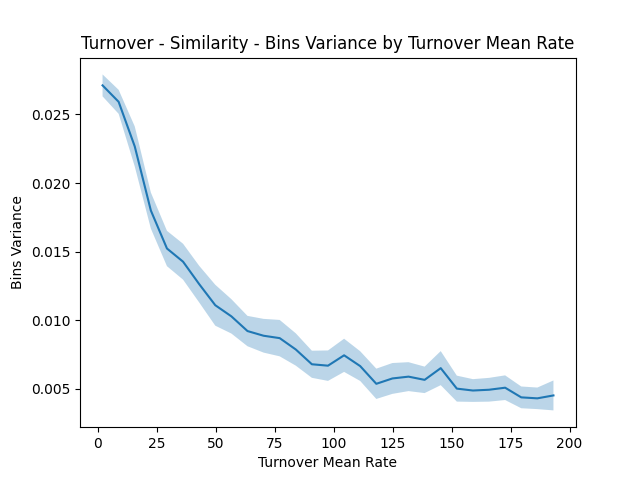 Turnover - Similarity - Bins Variance by Turnover Mean Rate
0.025
0.020
0.015
0.010
0.005
Bins Variance
0 25 50 75 100 125 150 175 200
Turnover Mean Rate